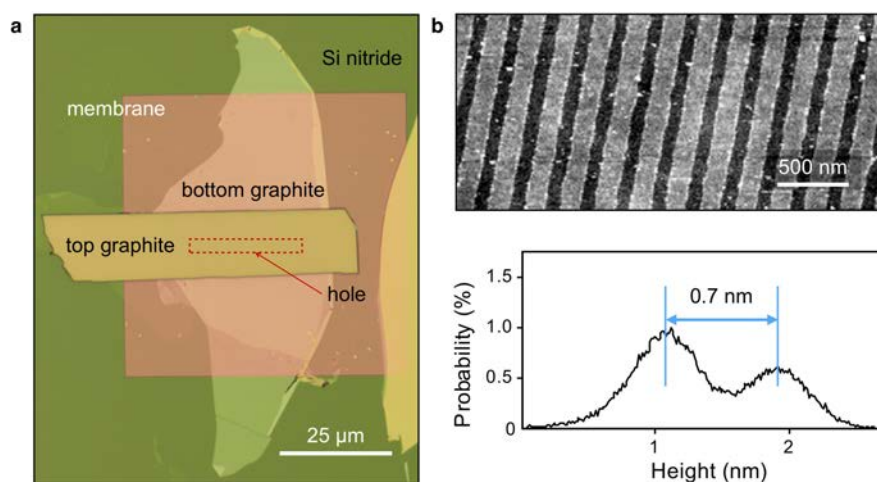 a
Si nitride
membrane
bottom graphite
top graphite
hole
25 μm
b
500 nm
1.5
0.7 nm
1.0
0.5
0
1
2
Probability (%)
Height (nm)